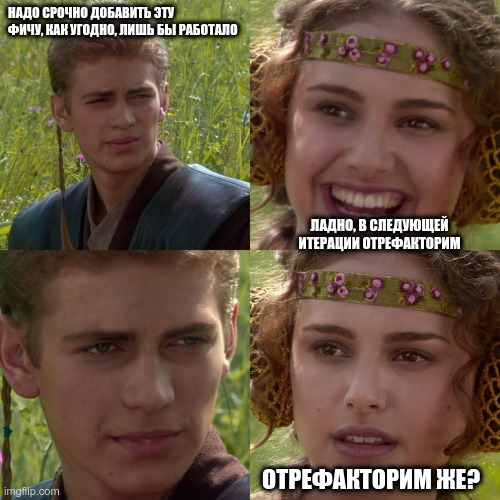 НАДО СРОЧНО ДОБАВИТЬ ЭТУ
ФИЧУ, КАК УГОДНО, ЛИШЬ БЫ РАБОТАЛО
ЛАДНО, В СЛЕДУЮЩЕЙ
ИТЕРАЦИИ ОТРЕФАКТОРИМ
ОТРЕФАКТОРИМ ЖЕ?
imgflip.com